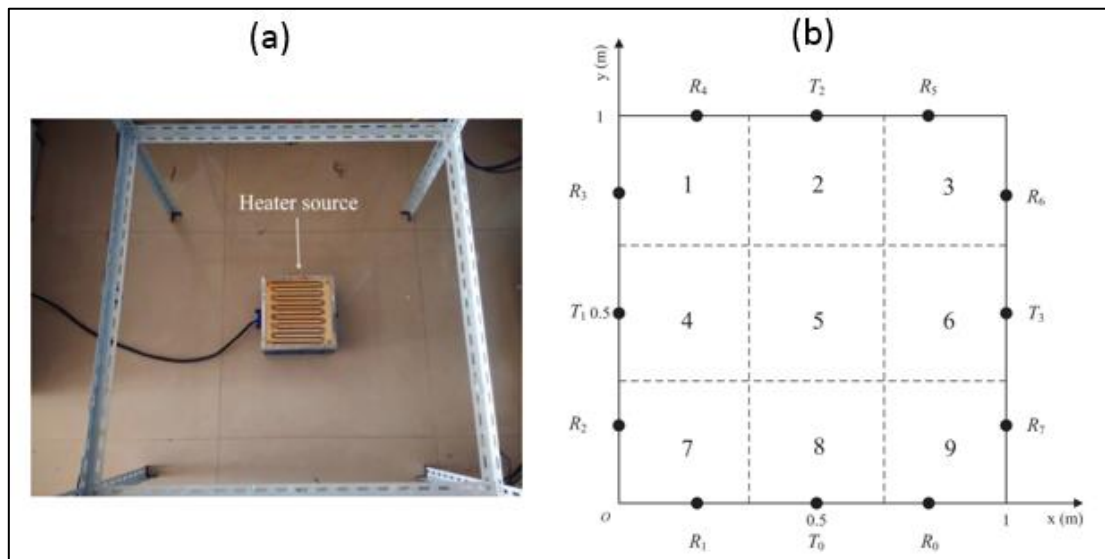 (a)
Heater source
(b)
y (m)
R4 T2 R5
1
R3 1 2 3 R6
T1 0.5 4 5 6 T3
R2 7 8 9 R7
O 0.5 1 x (m)
R1 T0 R0